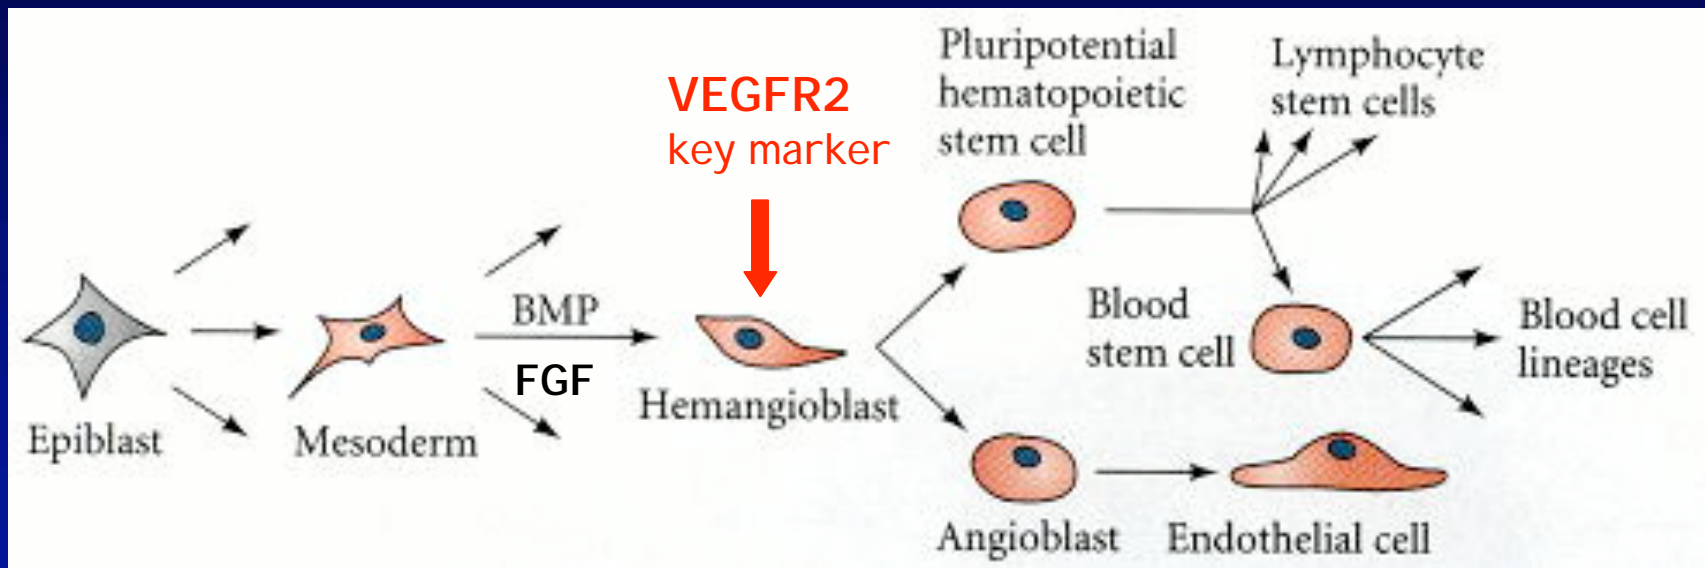 VEGFR2
key marker
Pluripotential
hematopoietic
stem cell
Lymphocyte
stem cells
BMP
FGF
Epiblast
Mesoderm
Hemangioblast
Blood
stem cell
Blood cell
lineages
Angioblast
Endothelial cell